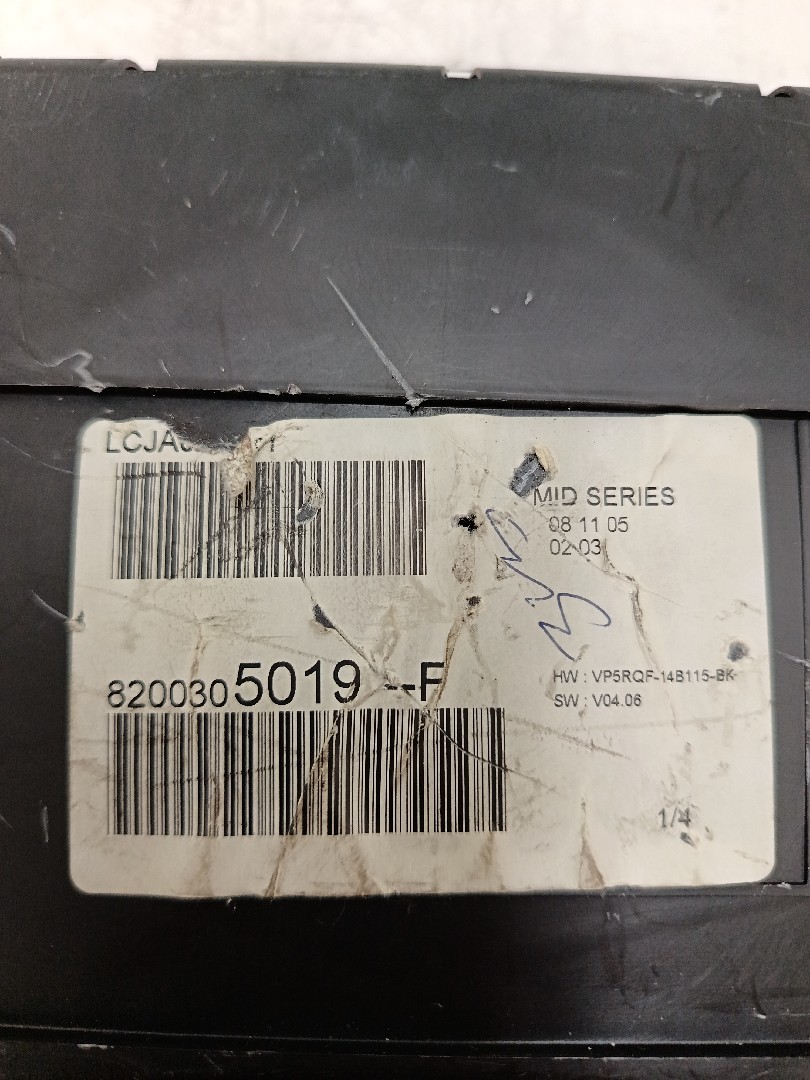 MID SERIES
08 11 05
02 03
8200305019 --F
HW : VP5RQF-14B115-BK
SW : V04.06
1/4